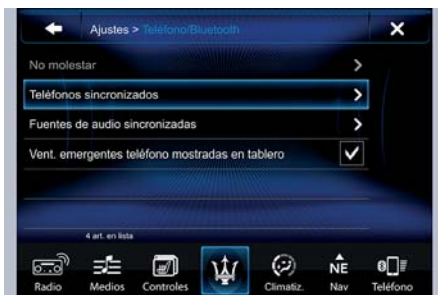 Ajustes > Teléfono/Bluetooth
No molestar
Teléfonos sincronizados
Fuentes de audio sincronizadas
Vent. emergentes teléfono mostradas en tablero
4 art. en lista
Radio Medios Controles Climatiz. NE Nav Teléfono